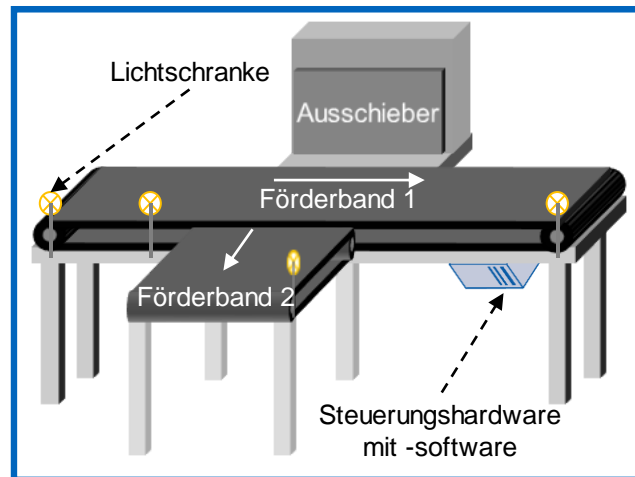 Lichtschranke
Ausschieber
Förderband 1
Förderband 2
Steuerungshardware
mit -software